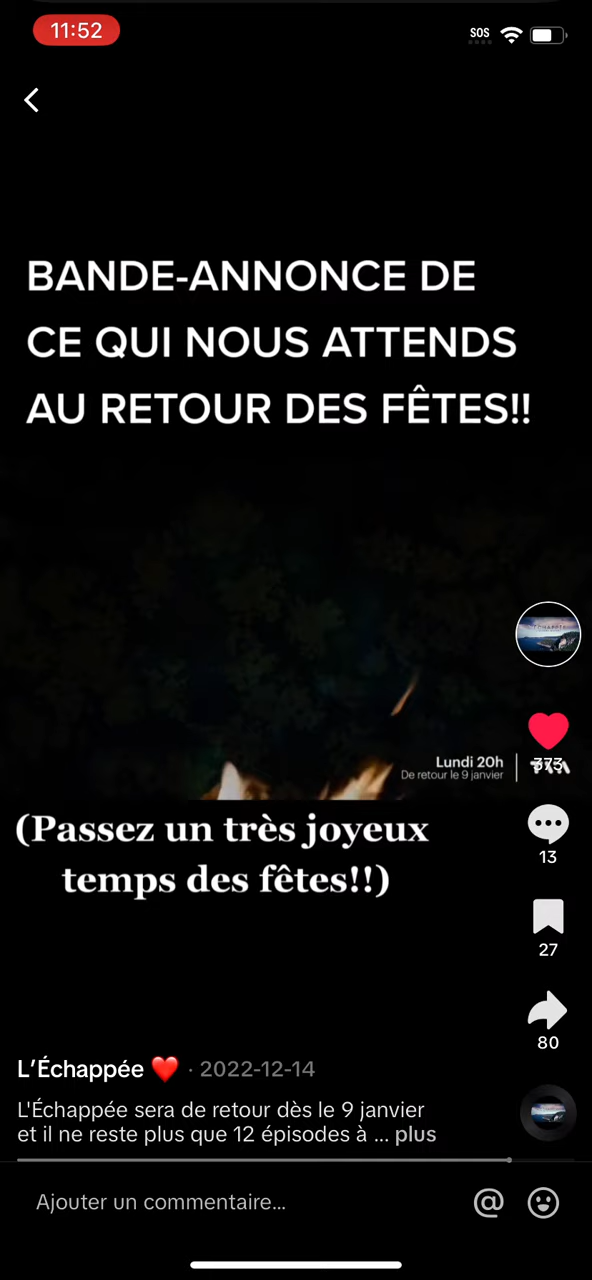 11:52
SOS
BANDE-ANNONCE DE
CE QUI NOUS ATTENDS
AU RETOUR DES FÊTES!!
Lundi 20h
De retour le 9 janvier
373
(Passez un très joyeux
temps des fêtes!!)
13
27
80
L'Échappée ❤️ · 2022-12-14
L'Échappée sera de retour dès le 9 janvier
et il ne reste plus que 12 épisodes à ... plus
Ajouter un commentaire...
@